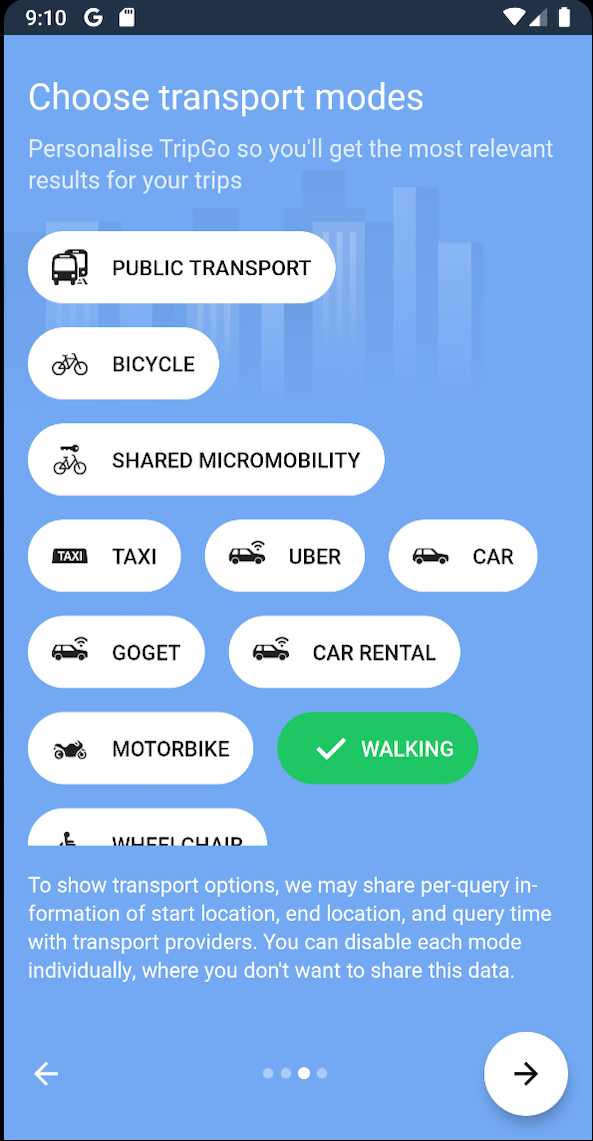 9:10
Choose transport modes
Personalise TripGo so you'll get the most relevant
results for your trips
PUBLIC TRANSPORT
BICYCLE
SHARED MICROMOBILITY
TAXI TAXI UBER CAR
GOGET CAR RENTAL
MOTORBIKE WALKING
WHEELCHAIR
To show transport options, we may share per-query in-
formation of start location, end location, and query time
with transport providers. You can disable each mode
individually, where you don't want to share this data.